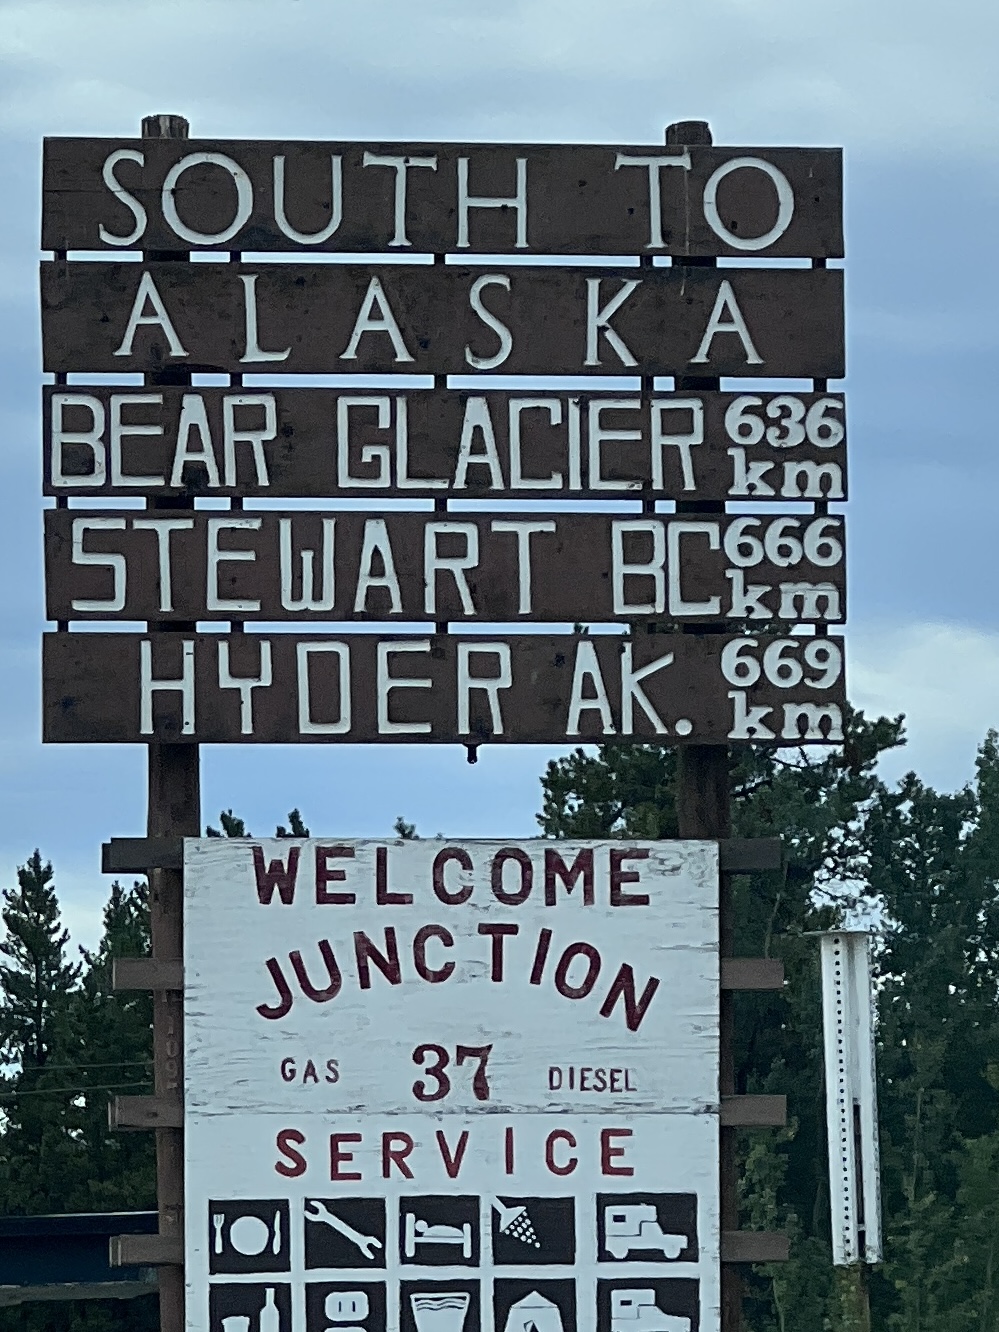 SOUTH TO
ALASKA
BEAR GLACIER 636 km
STEWART BC 666 km
HYDER AK. 669 km
WELCOME
JUNCTION
GAS 37 DIESEL
SERVICE